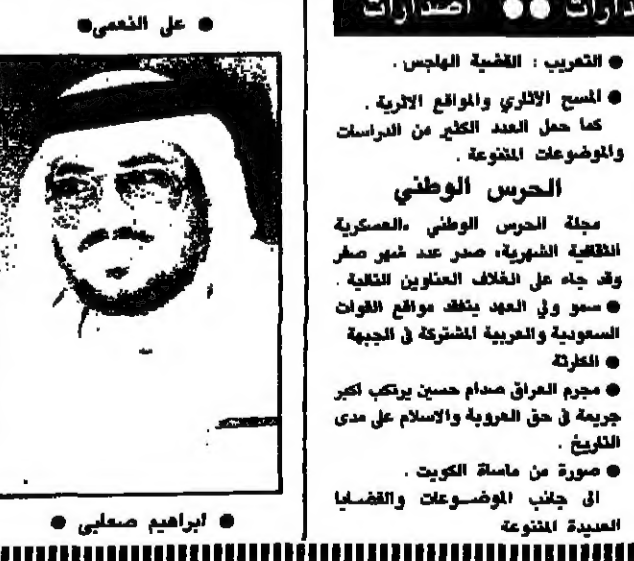 دارات ●● اصدارات
● التعريب : القضية الهاجس .
● المسح الاثاري والمواقع الاثرية .
كما حمل العدد الكثير من الدراسات
والموضوعات المتنوعة .
الحرس الوطني
مجلة الحرس الوطني «العسكرية
الثقافية الشهرية» صدر عدد شهر صفر
وقد جاء على الغلاف العناوين التالية .
● سمو ولي العهد يتفقد مواقع القوات
السعودية والعربية المشتركة في الجبهة
● الكارثة
● مجرم العراق صدام حسين يرتكب اكبر
جريمة في حق العروبة والاسلام على مدى
التاريخ .
● صورة من ماساة الكويت .
الى جانب الموضوعات والقضايا
العديدة المتنوعة
● على النعمي ●
● ابراهيم صعابي ●